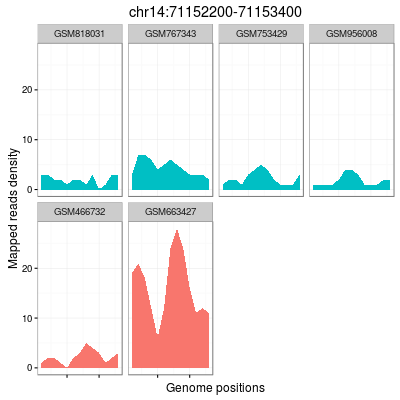 chr14:71152200-71153400
GSM818031 GSM767343 GSM753429 GSM956008
20
10
0
GSM466732 GSM663427
20
10
0
Mapped reads density
Genome positions